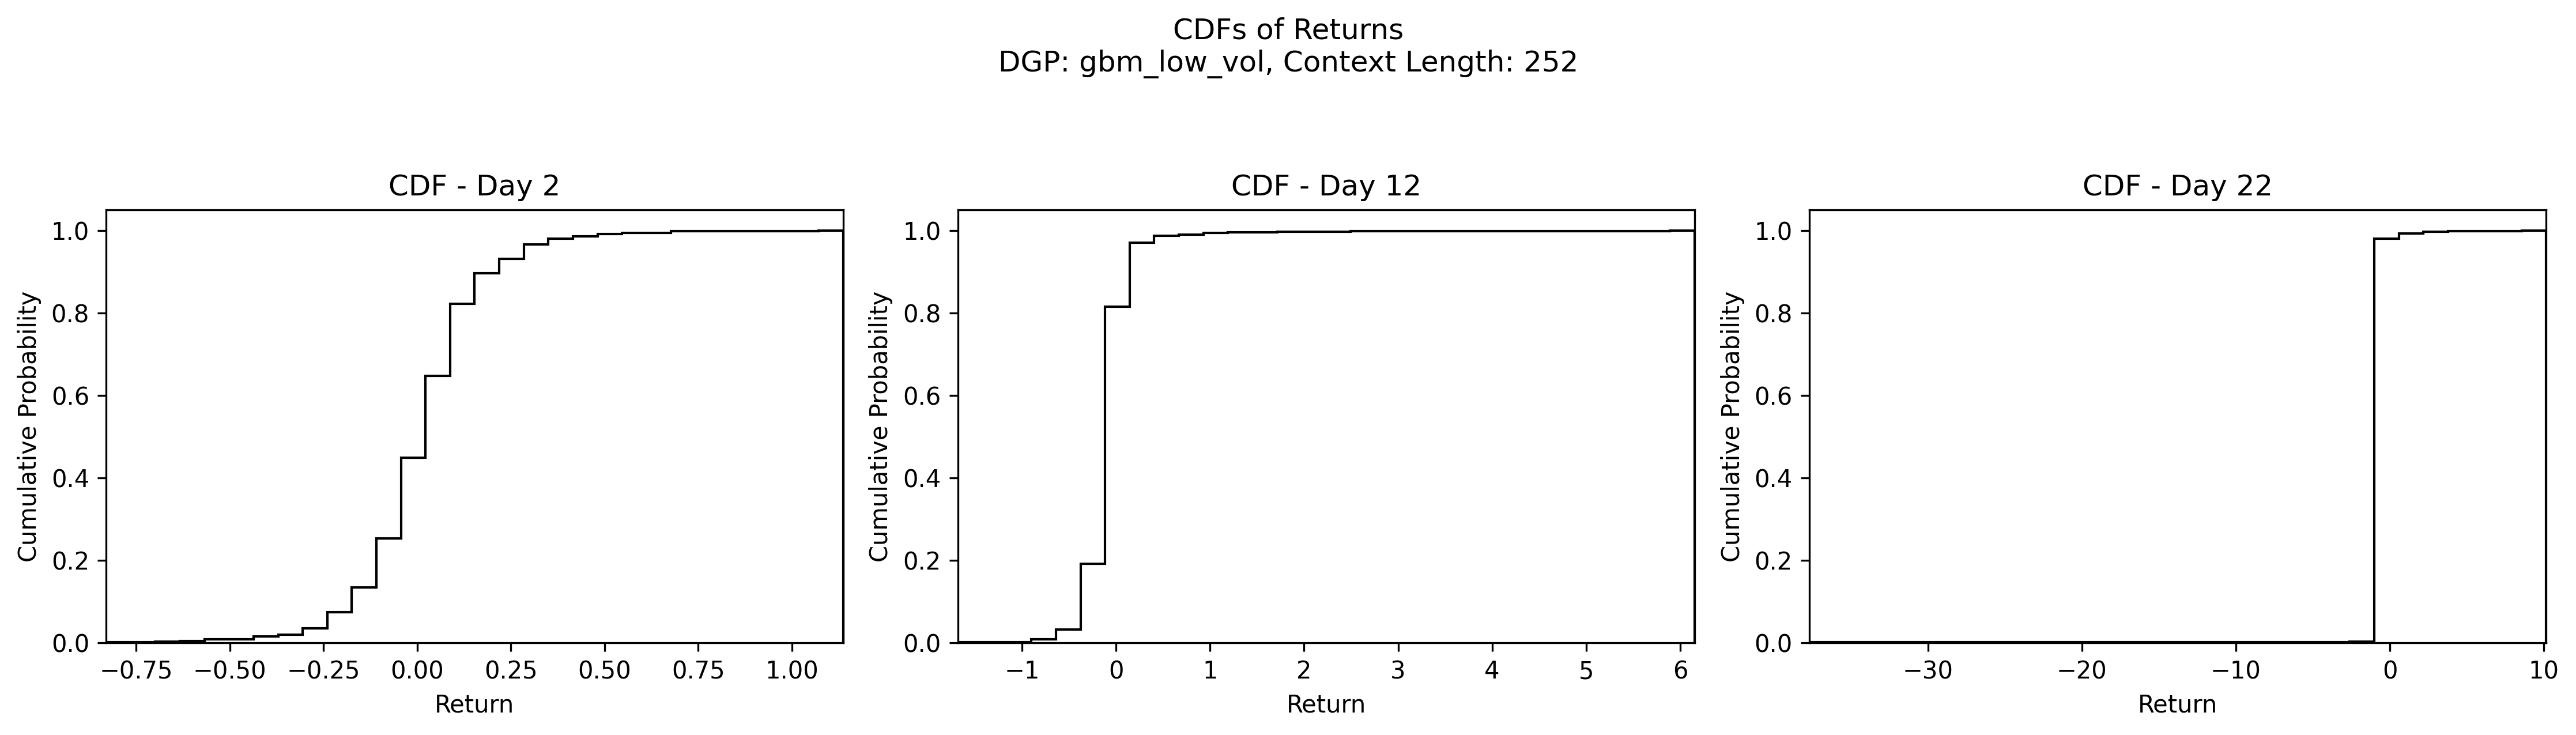 CDFs of Returns
DGP: gbm_low_vol, Context Length: 252
CDF - Day 2
1.0
0.8
0.6
0.4
0.2
0.0
Cumulative Probability
−0.75 −0.50 −0.25 0.00 0.25 0.50 0.75 1.00
Return
CDF - Day 12
1.0
0.8
0.6
0.4
0.2
0.0
Cumulative Probability
−1 0 1 2 3 4 5 6
Return
CDF - Day 22
1.0
0.8
0.6
0.4
0.2
0.0
Cumulative Probability
−30 −20 −10 0 10
Return